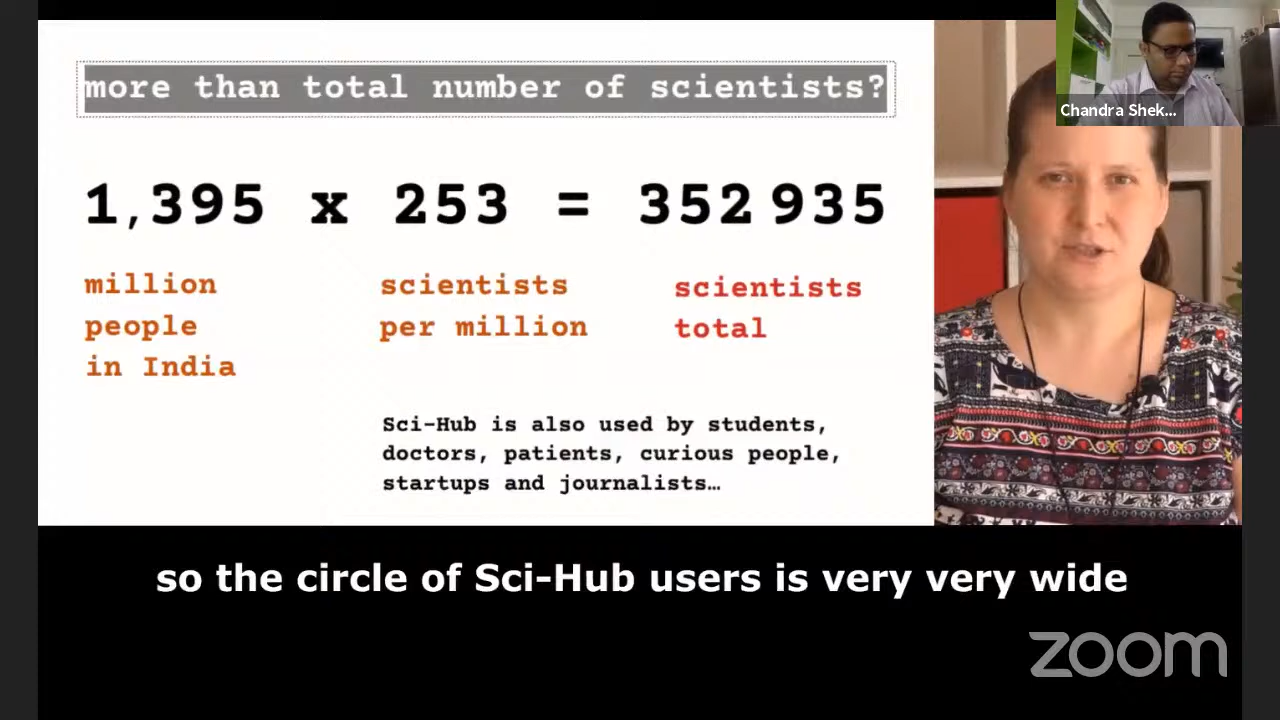 more than total number of scientists?
Chandra Shek...
1,395 x 253 = 352 935
million
people
in India
scientists
per million
scientists
total
Sci-Hub is also used by students,
doctors, patients, curious people,
startups and journalists…
so the circle of Sci-Hub users is very very wide
zoom